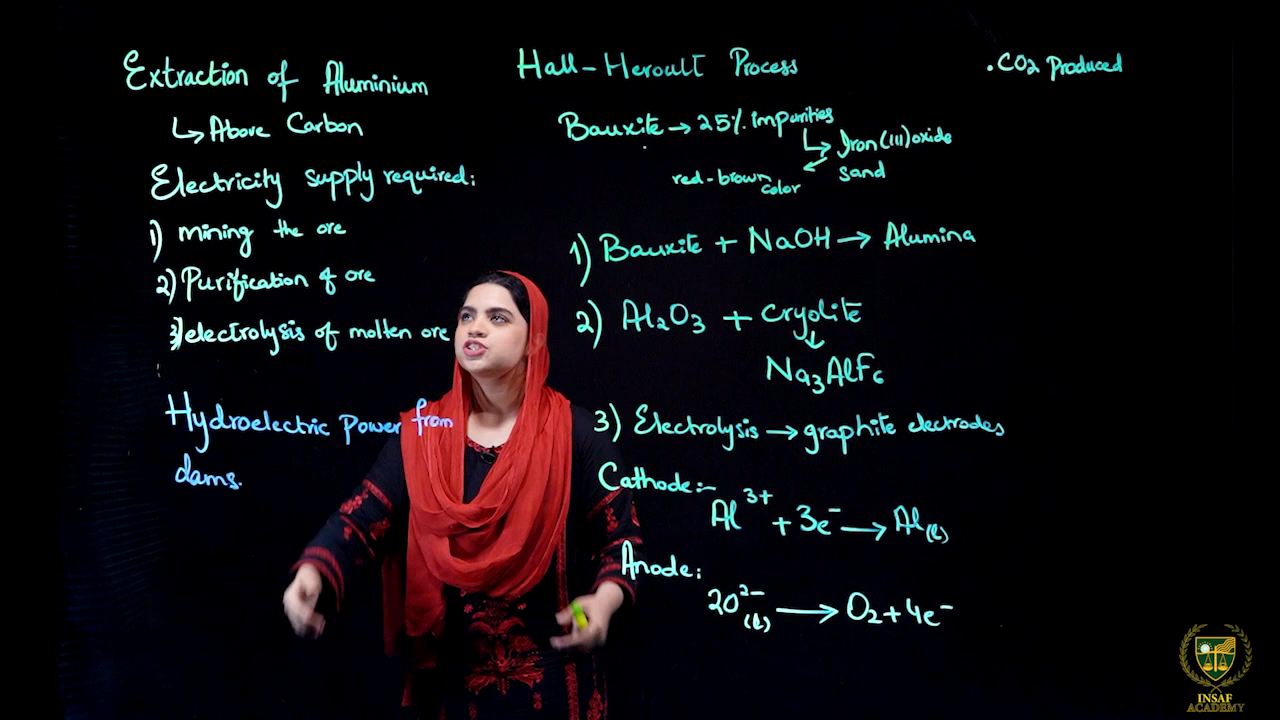 Extraction of Aluminium
↳ Above Carbon
Electricity supply required:
1) mining the ore
2) Purification of ore
3) electrolysis of molten ore
Hydroelectric Power from
dams.
Hall-Heroult Process
Bauxite → 25% impurities
↳ Iron (III) oxide
sand
red-brown
color
1) Bauxite + NaOH → Alumina
2) Al2O3 + cryolite
↓
Na3AlF6
3) Electrolysis → graphite electrodes
Cathode:-
Al³⁺ + 3e⁻ → Al(l)
Anode:
2O²⁻(l) → O2 + 4e⁻
. CO2 Produced
INSAF
ACADEMY